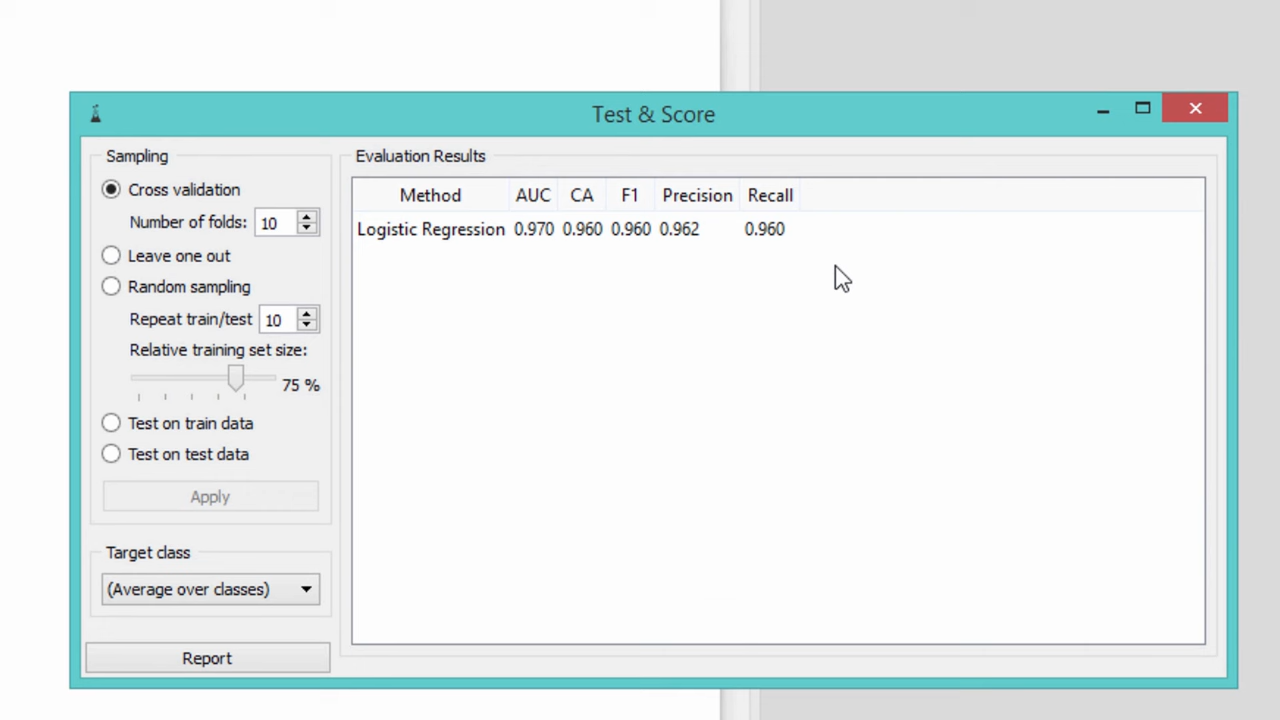 Test & Score
Sampling
Cross validation
Number of folds: 10
Leave one out
Random sampling
Repeat train/test 10
Relative training set size:
75 %
Test on train data
Test on test data
Apply
Target class
(Average over classes)
Report
Evaluation Results
Method AUC CA F1 Precision Recall
Logistic Regression 0.970 0.960 0.960 0.962 0.960